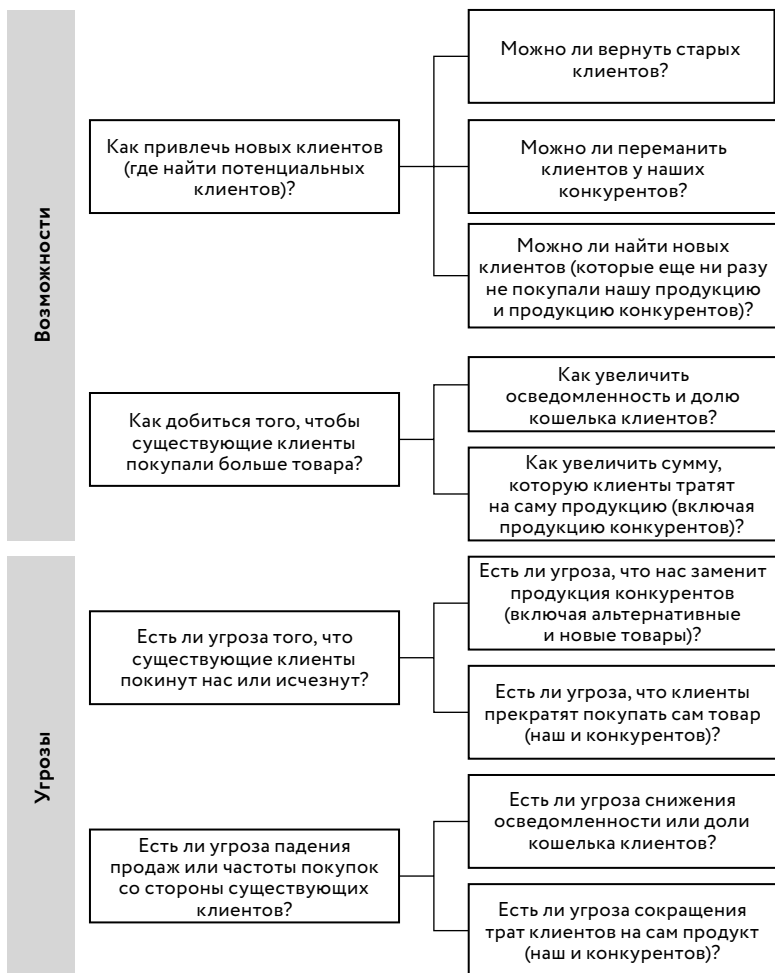 Возможности
Как привлечь новых клиентов
(где найти потенциальных
клиентов)?
Можно ли вернуть старых
клиентов?
Можно ли переманить
клиентов у наших
конкурентов?
Можно ли найти новых
клиентов (которые еще ни разу
не покупали нашу продукцию
и продукцию конкурентов)?
Как добиться того, чтобы
существующие клиенты
покупали больше товара?
Как увеличить
осведомленность и долю
кошелька клиентов?
Как увеличить сумму,
которую клиенты тратят
на саму продукцию (включая
продукцию конкурентов)?
Угрозы
Есть ли угроза того, что
существующие клиенты
покинут нас или исчезнут?
Есть ли угроза, что нас заменит
продукция конкурентов
(включая альтернативные
и новые товары)?
Есть ли угроза, что клиенты
прекратят покупать сам товар
(наш и конкурентов)?
Есть ли угроза падения
продаж или частоты покупок
со стороны существующих
клиентов?
Есть ли угроза снижения
осведомленности или доли
кошелька клиентов?
Есть ли угроза сокращения
трат клиентов на сам продукт
(наш и конкурентов)?